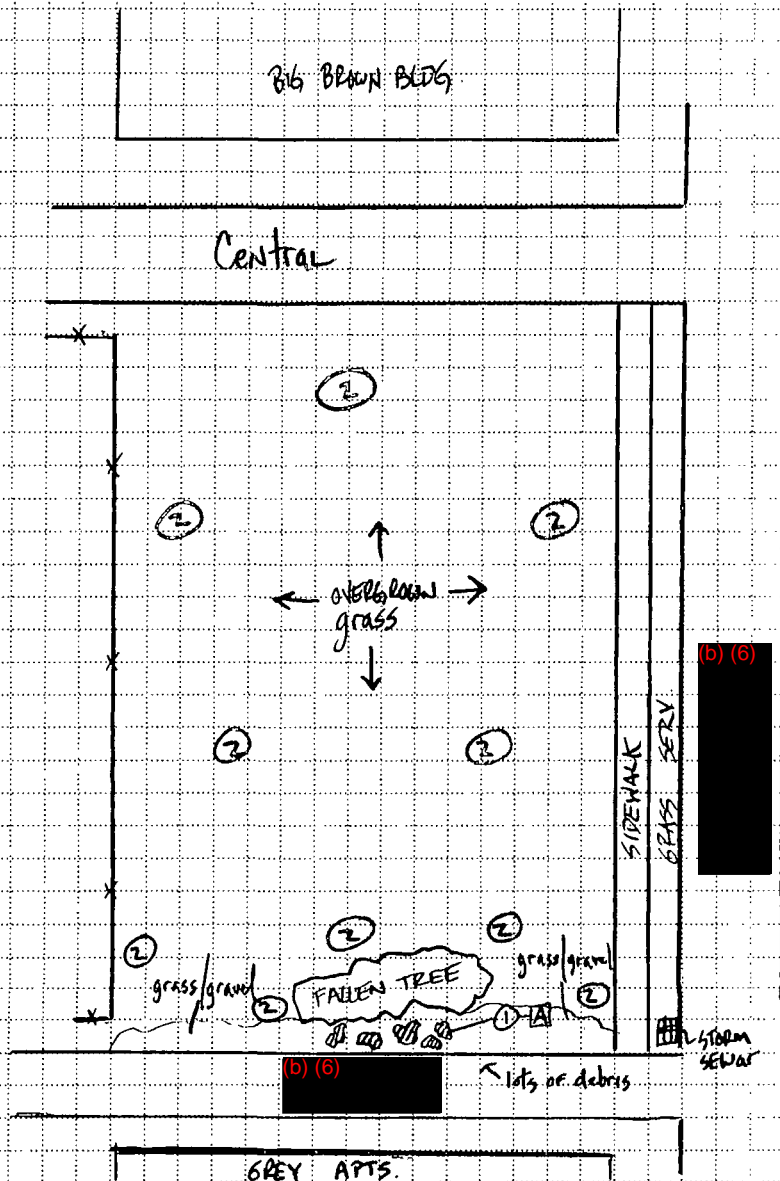 BIG BROWN BLDG.
Central
2
2
2
OVERGROWN
grass
2
2
(b) (6)
SIDEWALK
GRASS SERV
2
2
2
grass/gravel
2
FALLEN TREE
grass/gravel
2
1
A
STORM
SEWar
(b) (6)
lots of debris
GREY APTS.